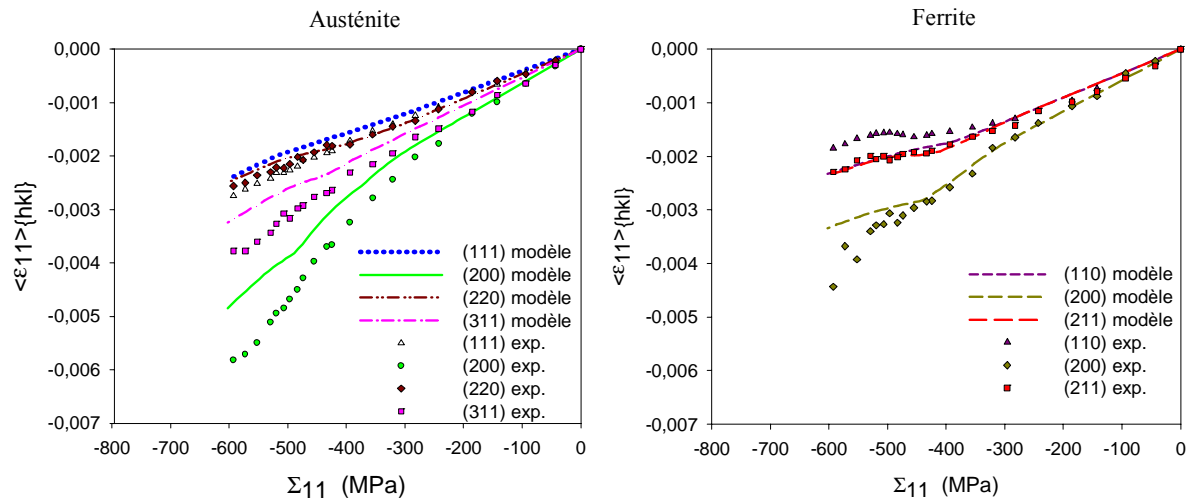 Austénite
0,000
-0,001
-0,002
-0,003
-0,004
-0,005
-0,006
-0,007
<ε11>{hkl}
-800 -700 -600 -500 -400 -300 -200 -100 0
Σ11 (MPa)
(111) modèle
(200) modèle
(220) modèle
(311) modèle
(111) exp.
(200) exp.
(220) exp.
(311) exp.
Ferrite
0,000
-0,001
-0,002
-0,003
-0,004
-0,005
-0,006
-0,007
<ε11>{hkl}
-800 -700 -600 -500 -400 -300 -200 -100 0
Σ11 (MPa)
(110) modèle
(200) modèle
(211) modèle
(110) exp.
(200) exp.
(211) exp.